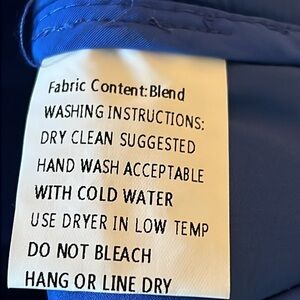 Fabric Content:Blend
WASHING INSTRUCTIONS:
DRY CLEAN SUGGESTED
HAND WASH ACCEPTABLE
WITH COLD WATER
USE DRYER IN LOW TEMP
DO NOT BLEACH
HANG OR LINE DRY